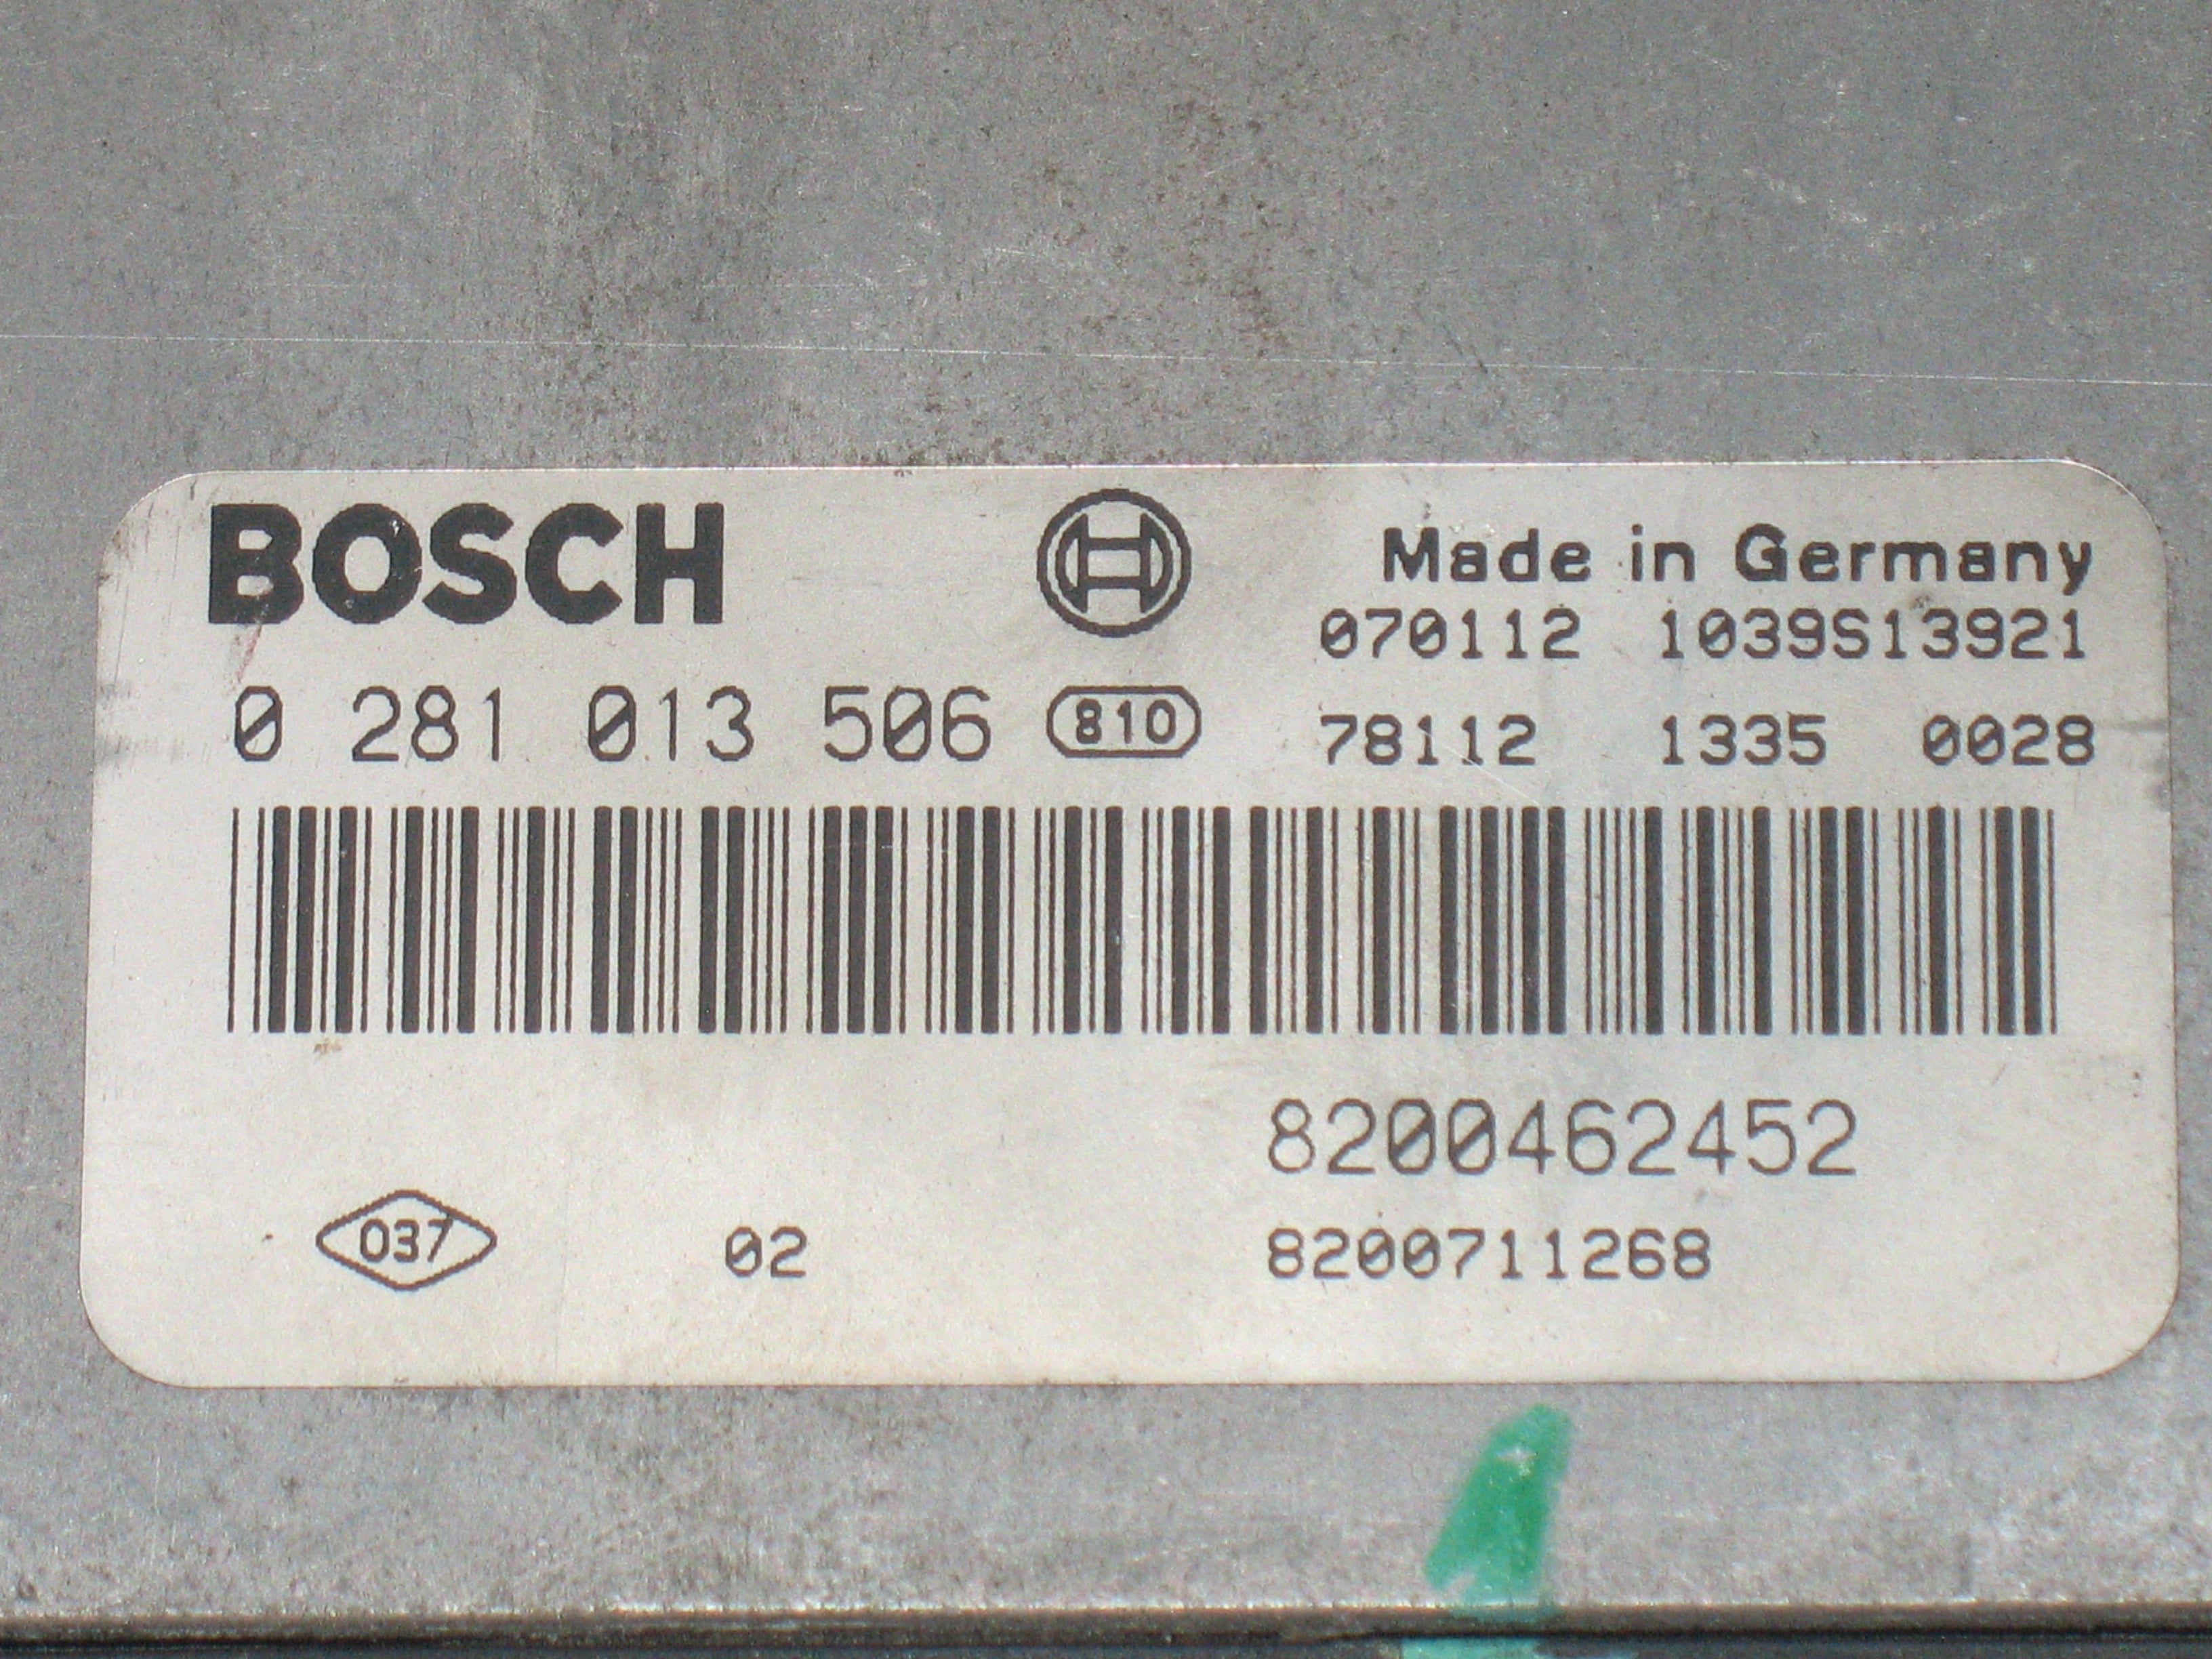 BOSCH
Made in Germany
070112 1039S13921
0 281 013 506 810
78112 1335 0028
8200462452
037 02 8200711268